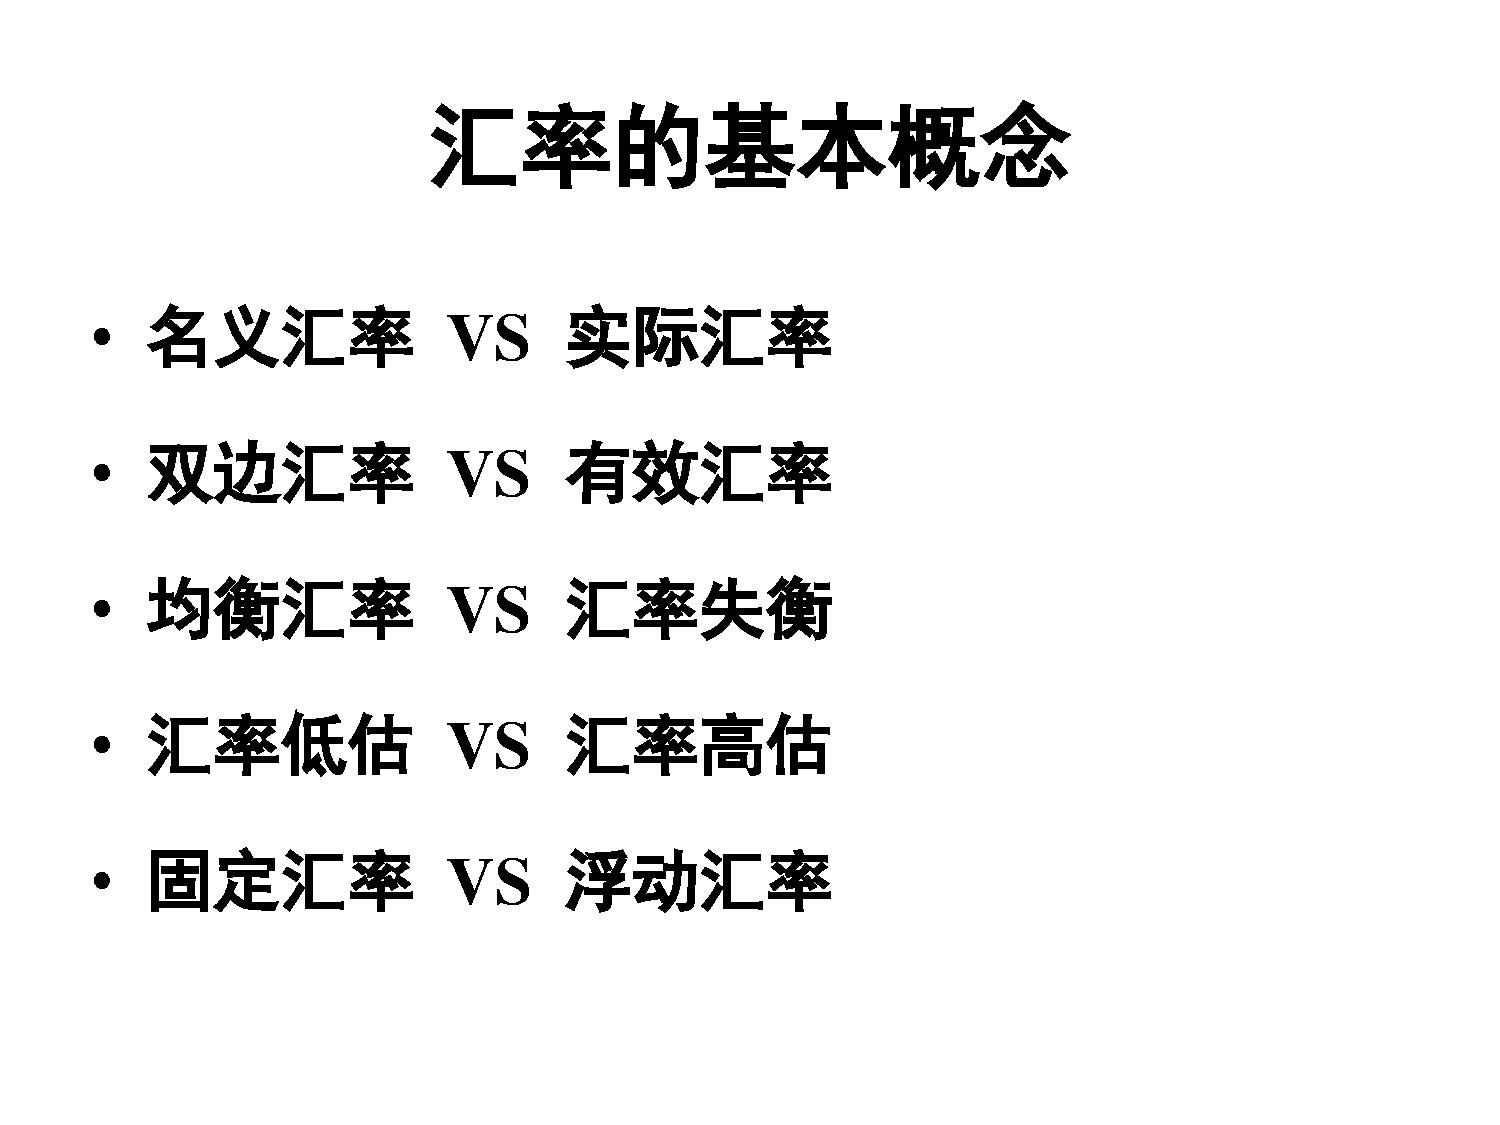 汇率的基本概念
• 名义汇率 VS 实际汇率
• 双边汇率 VS 有效汇率
• 均衡汇率 VS 汇率失衡
• 汇率低估 VS 汇率高估
• 固定汇率 VS 浮动汇率